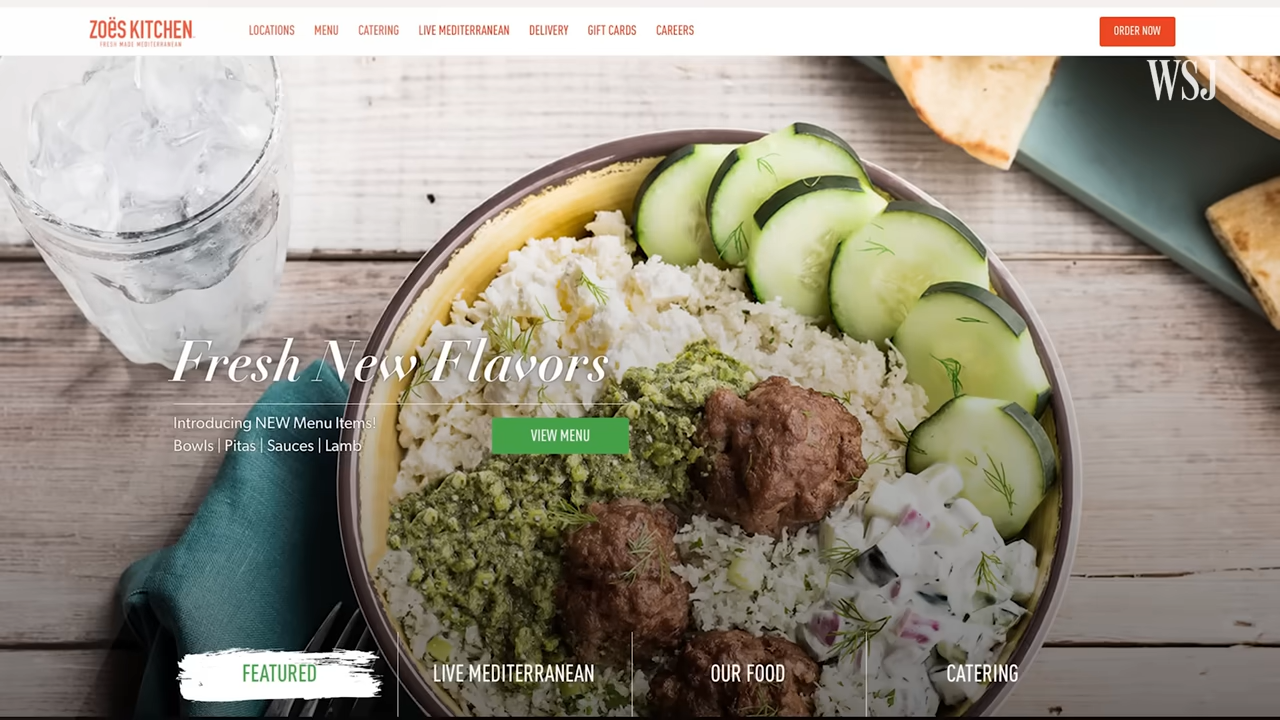 ZOËS KITCHEN
FRESH MADE MEDITERRANEAN
LOCATIONS MENU CATERING LIVE MEDITERRANEAN DELIVERY GIFT CARDS CAREERS
ORDER NOW
WSJ
Fresh New Flavors
Introducing NEW Menu Items!
Bowls | Pitas | Sauces | Lamb
VIEW MENU
FEATURED
LIVE MEDITERRANEAN
OUR FOOD
CATERING